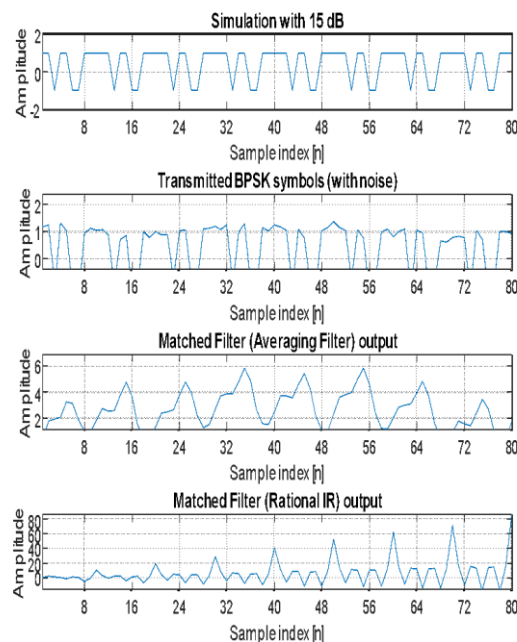 Simulation with 15 dB
Amplitude
2
0
-2
8 16 24 32 40 48 56 64 72 80
Sample index [n]
Transmitted BPSK symbols (with noise)
Amplitude
2
1
0
8 16 24 32 40 48 56 64 72 80
Sample index [n]
Matched Filter (Averaging Filter) output
Amplitude
6
4
2
8 16 24 32 40 48 56 64 72 80
Sample index [n]
Matched Filter (Rational IR) output
Amplitude
80
60
40
20
0
8 16 24 32 40 48 56 64 72 80
Sample index [n]